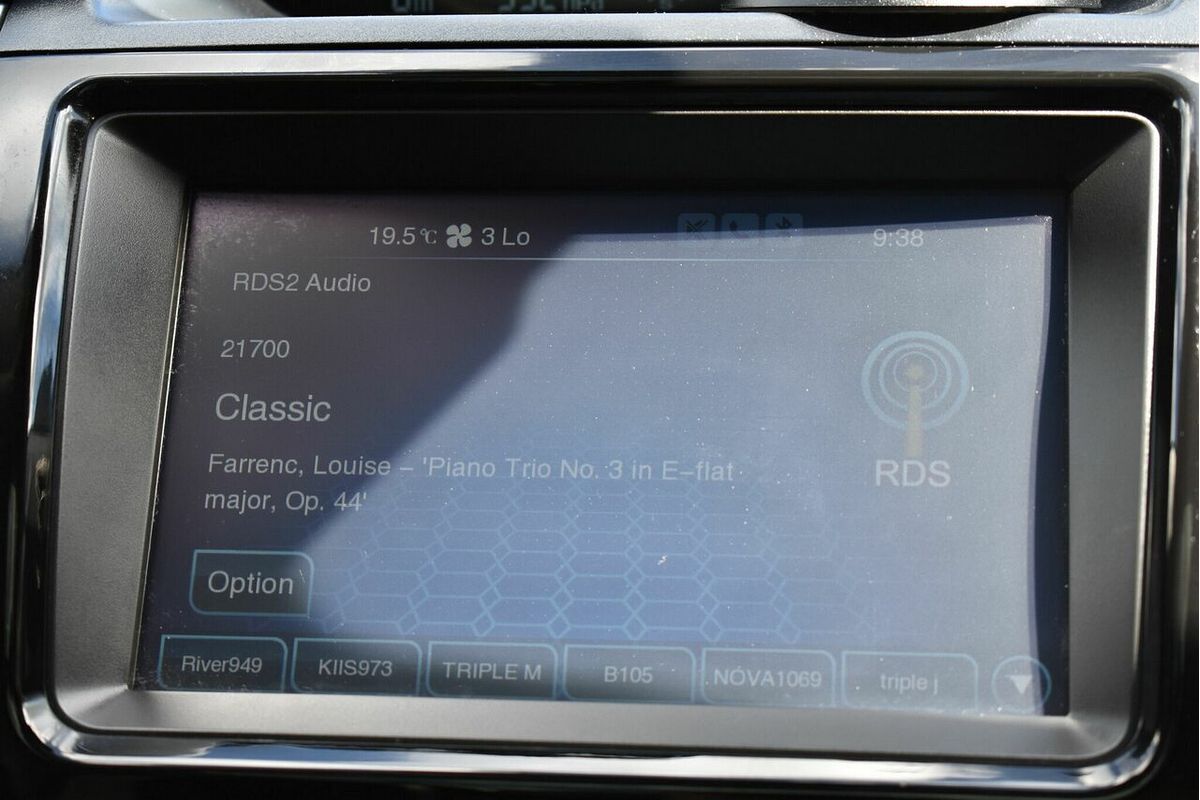 19.5℃ 3 Lo 9:38
RDS2 Audio
21700
Classic
Farrenc, Louise – 'Piano Trio No. 3 in E–flat
major, Op. 44'
RDS
Option
River949 KIIS973 TRIPLE M B105 NOVA1069 triple j